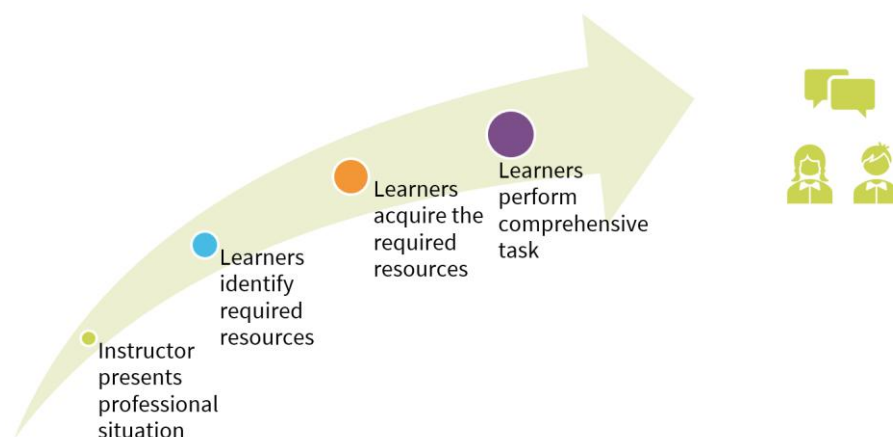 Instructor
presents
professional
situation
Learners
identify
required
resources
Learners
acquire the
required
resources
Learners
perform
comprehensive
task